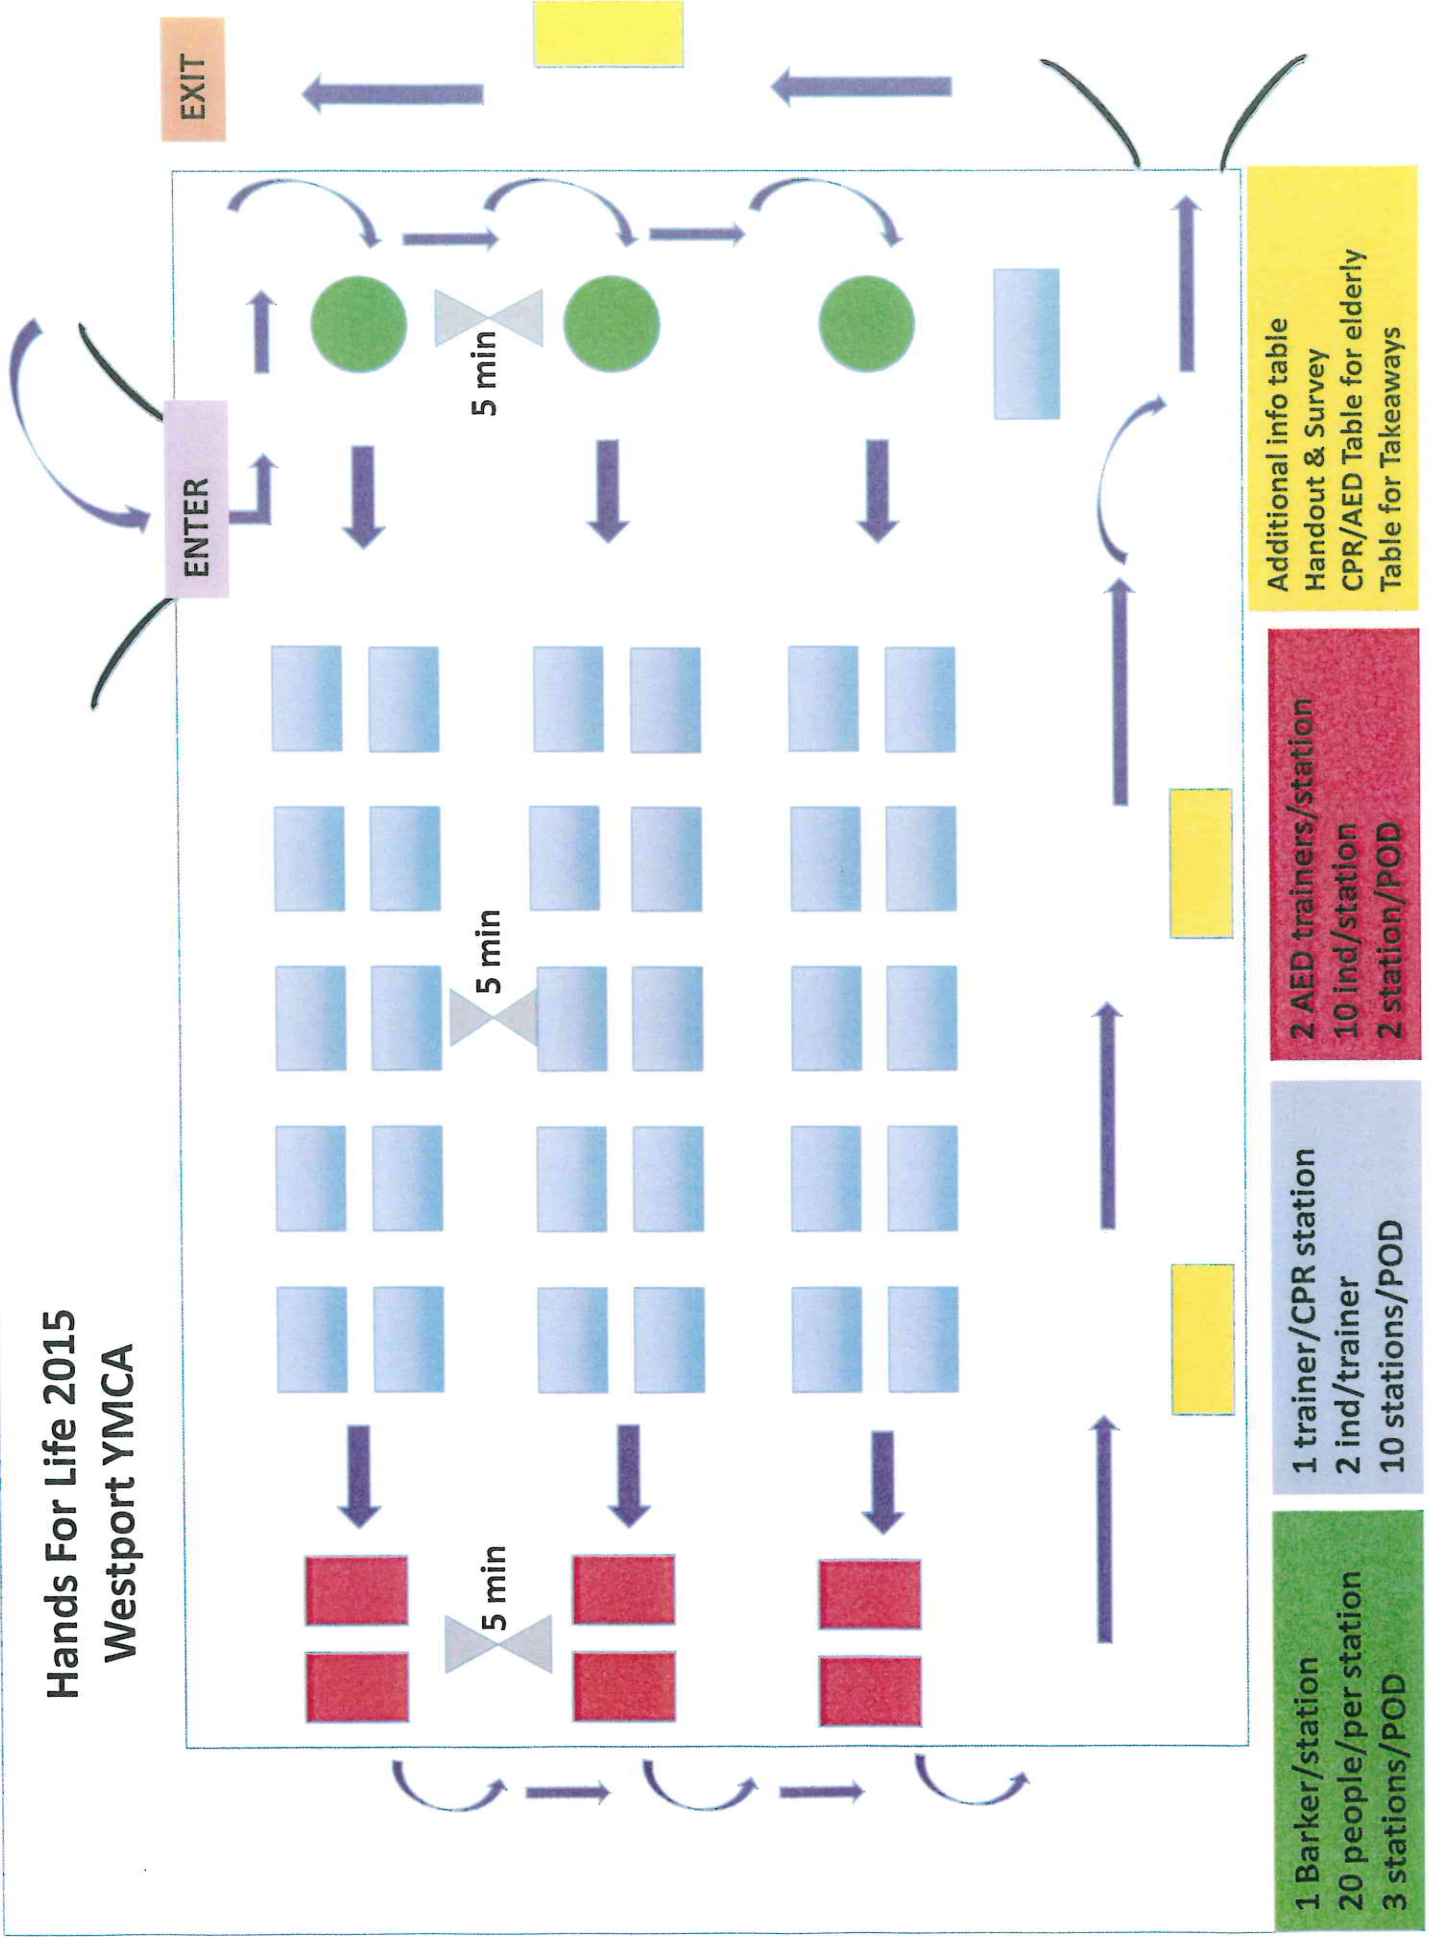 Hands For Life 2015
Westport YMCA
ENTER
EXIT
5 min
5 min
5 min
1 Barker/station
20 people/per station
3 stations/POD
1 trainer/CPR station
2 ind/trainer
10 stations/POD
2 AED trainers/station
10 ind/station
2 station/POD
Additional info table
Handout & Survey
CPR/AED Table for elderly
Table for Takeaways